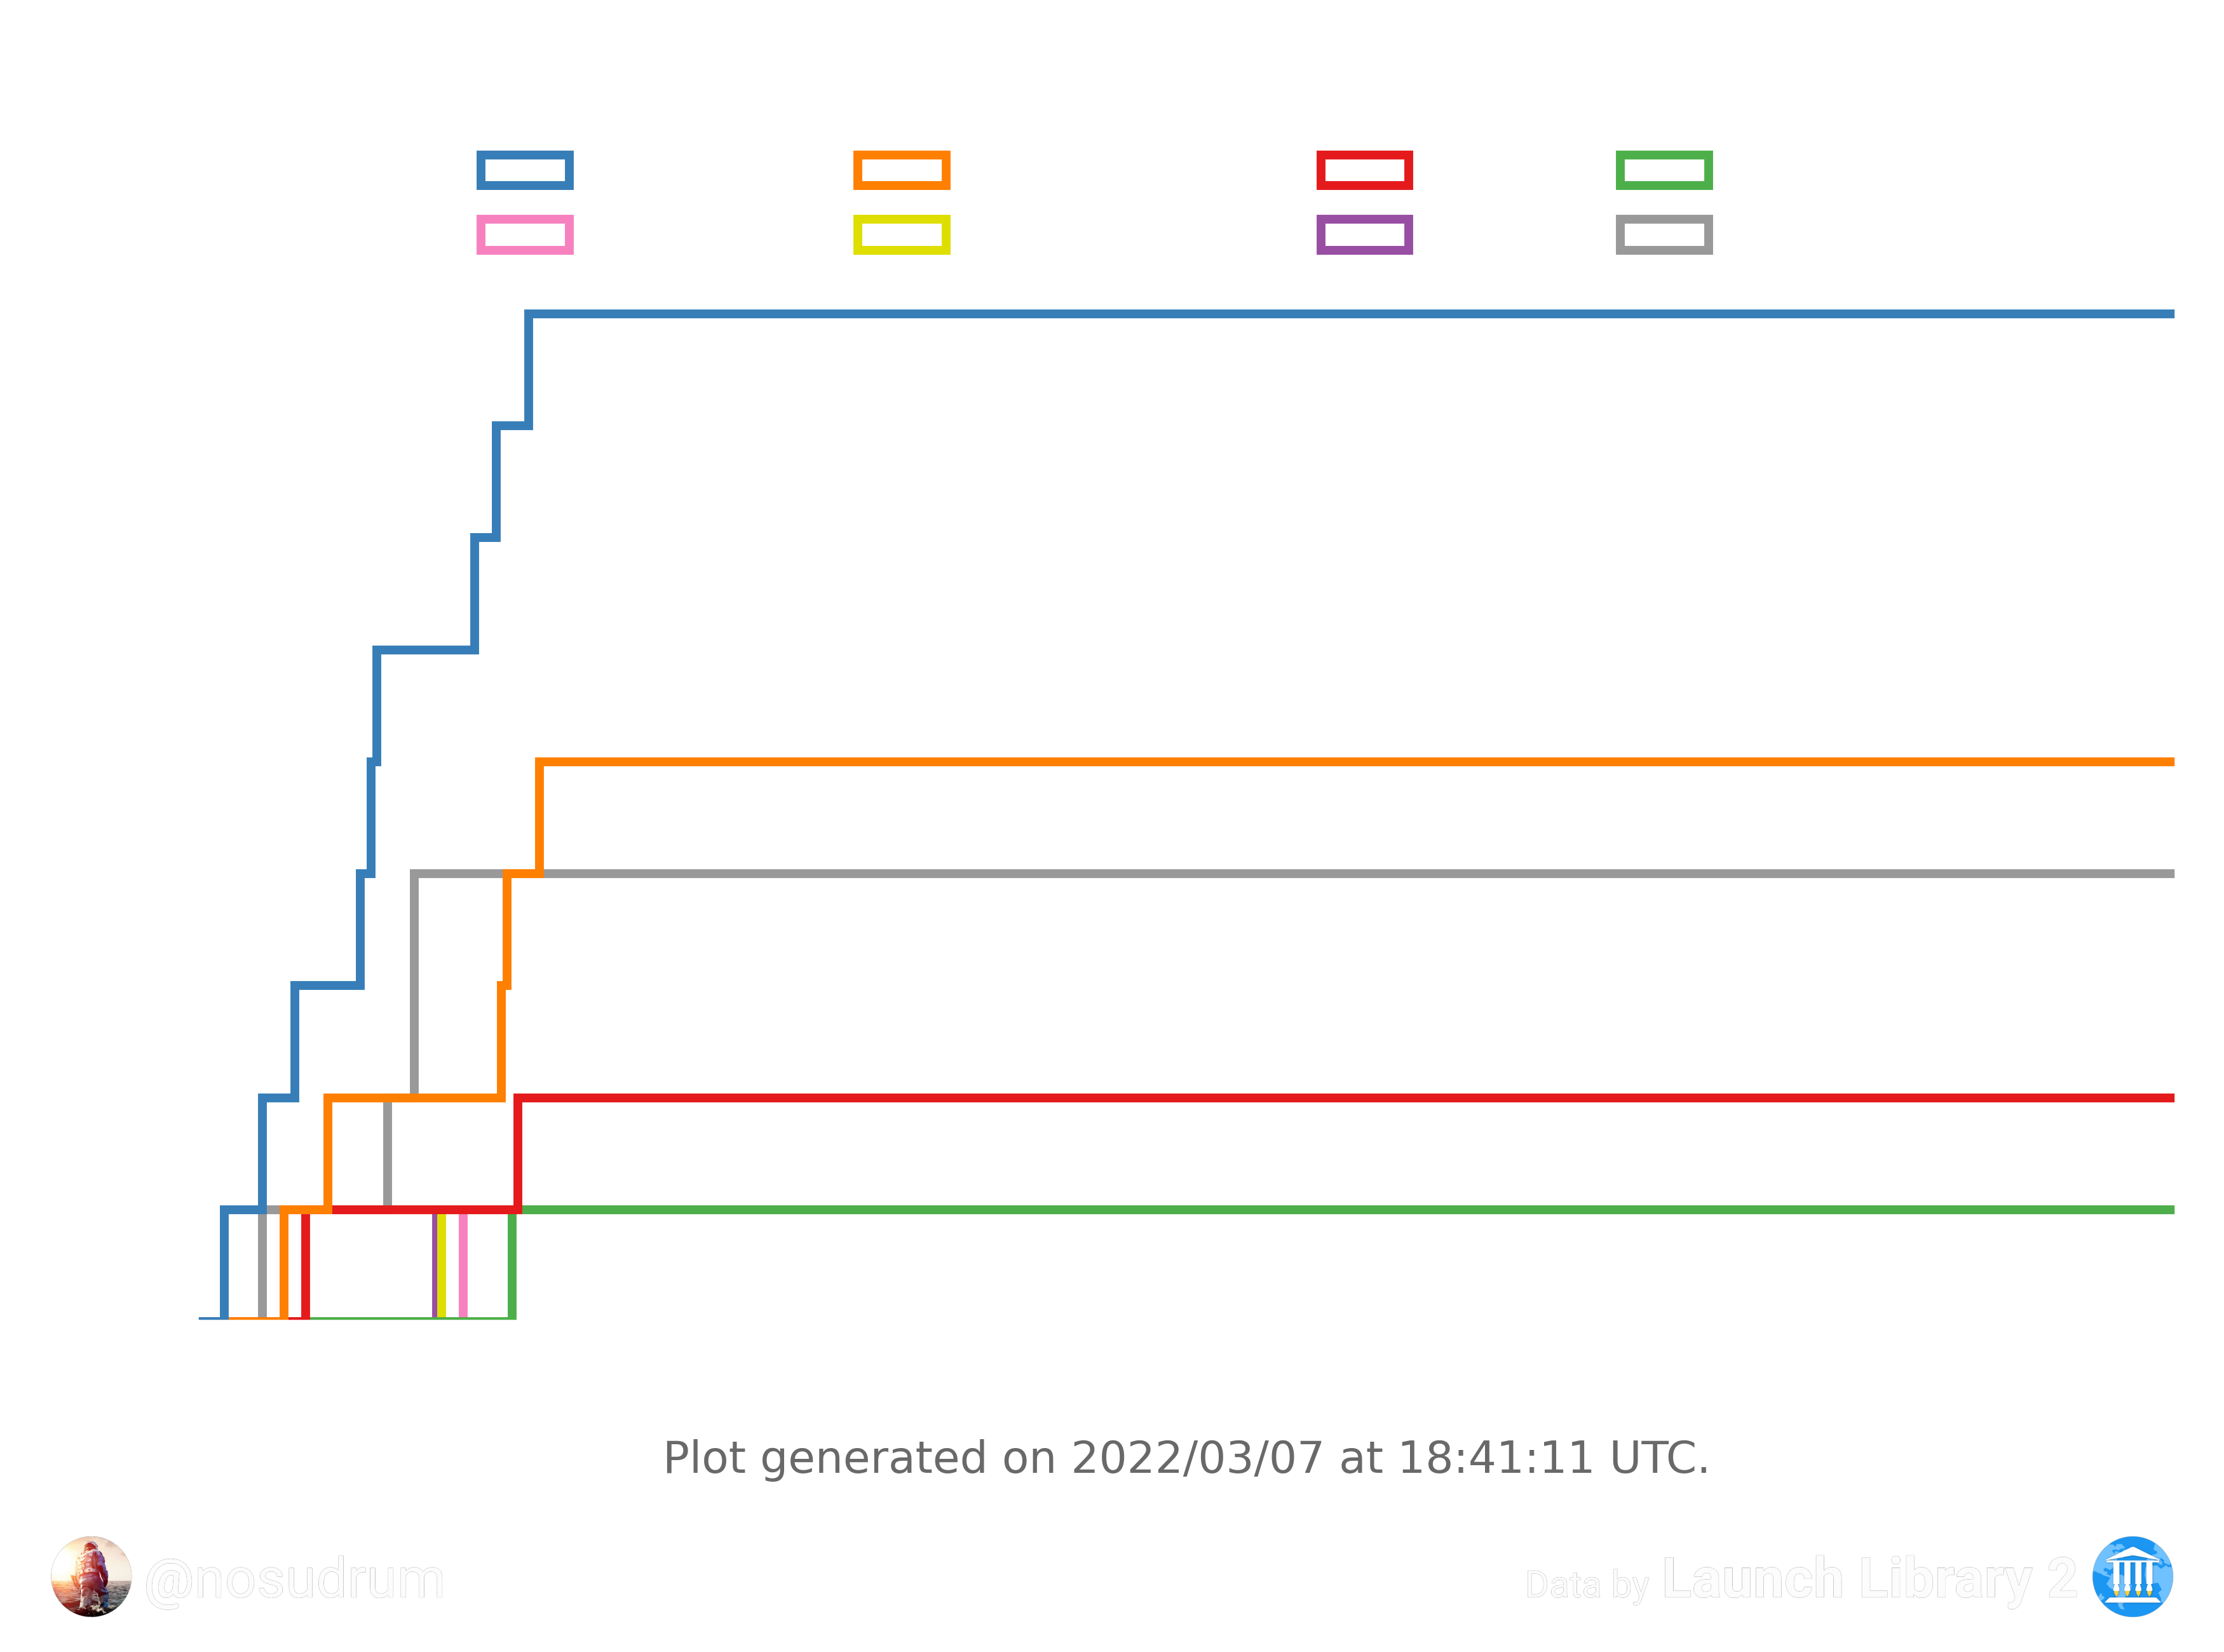 Plot generated on 2022/03/07 at 18:41:11 UTC.
@nosudrum
Data by Launch Library 2